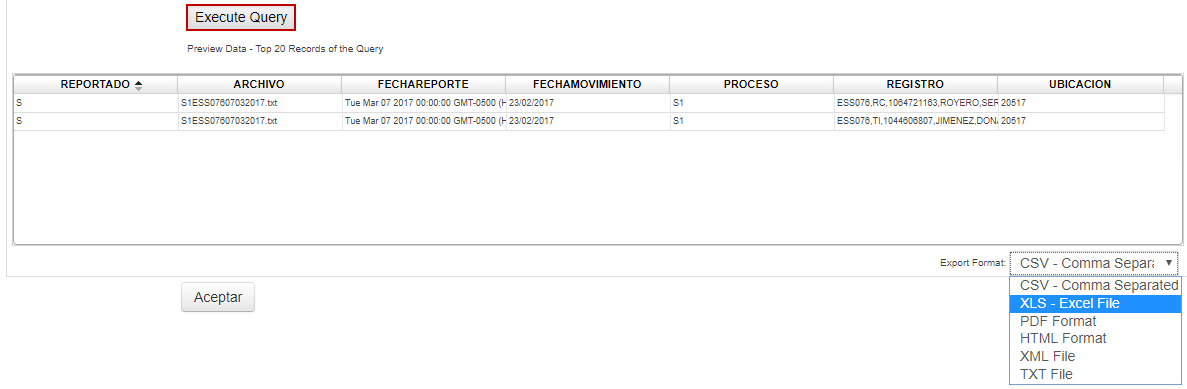 Execute Query
Preview Data - Top 20 Records of the Query
REPORTADO ARCHIVO FECHAREPORTE FECHAMOVIMIENTO PROCESO REGISTRO UBICACION
S S1ESS07607032017.txt Tue Mar 07 2017 00:00:00 GMT-0500 (H 23/02/2017 S1 ESS076,RC,1064721163,ROYERO,SER 20517
S S1ESS07607032017.txt Tue Mar 07 2017 00:00:00 GMT-0500 (H 23/02/2017 S1 ESS076,TI,1044606807,JIMENEZ,DONA 20517
Export Format: CSV - Comma Separa
Aceptar
CSV - Comma Separated
XLS - Excel File
PDF Format
HTML Format
XML File
TXT File